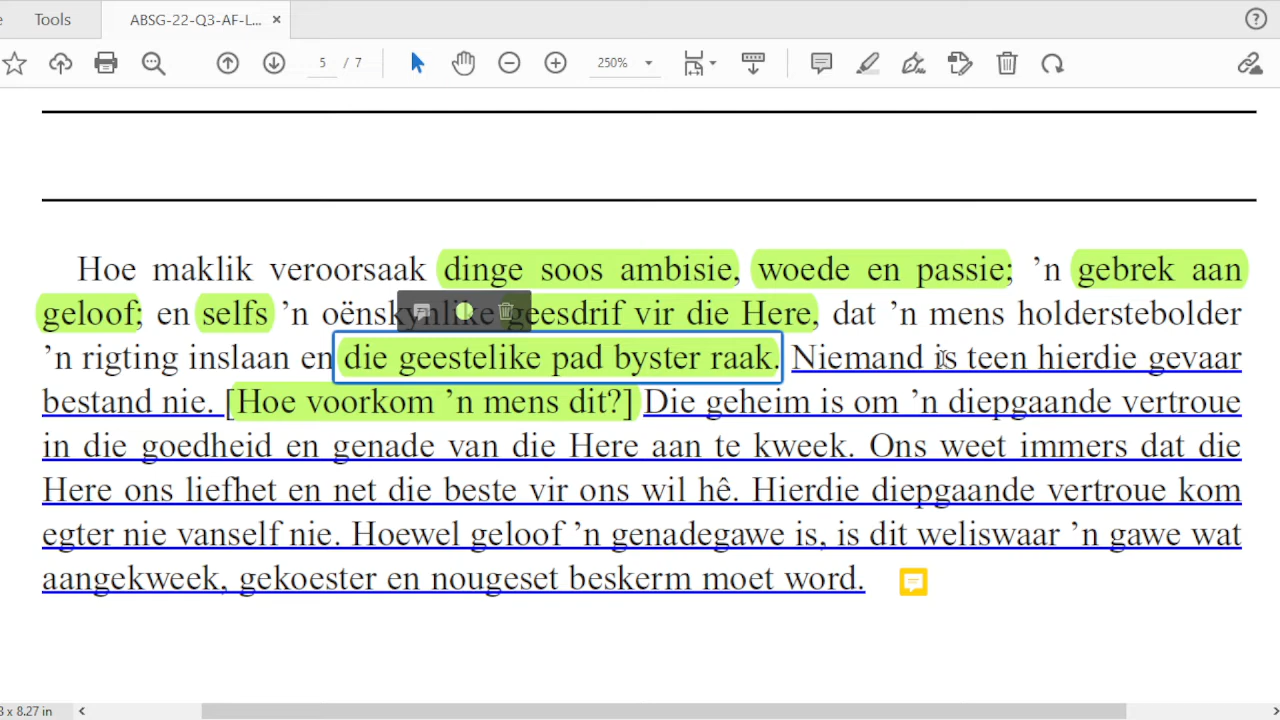 Tools ABSG-22-Q3-AF-L... ×
5 / 7 250%
Hoe maklik veroorsaak dinge soos ambisie, woede en passie; ’n gebrek aan
geloof; en selfs ’n oënskynlike geesdrif vir die Here, dat ’n mens holderstebolder
’n rigting inslaan en die geestelike pad byster raak. Niemand is teen hierdie gevaar
bestand nie. [Hoe voorkom ’n mens dit?] Die geheim is om ’n diepgaande vertroue
in die goedheid en genade van die Here aan te kweek. Ons weet immers dat die
Here ons liefhet en net die beste vir ons wil hê. Hierdie diepgaande vertroue kom
egter nie vanself nie. Hoewel geloof ’n genadegawe is, is dit weliswaar ’n gawe wat
aangekweek, gekoester en nougeset beskerm moet word.
x 8.27 in